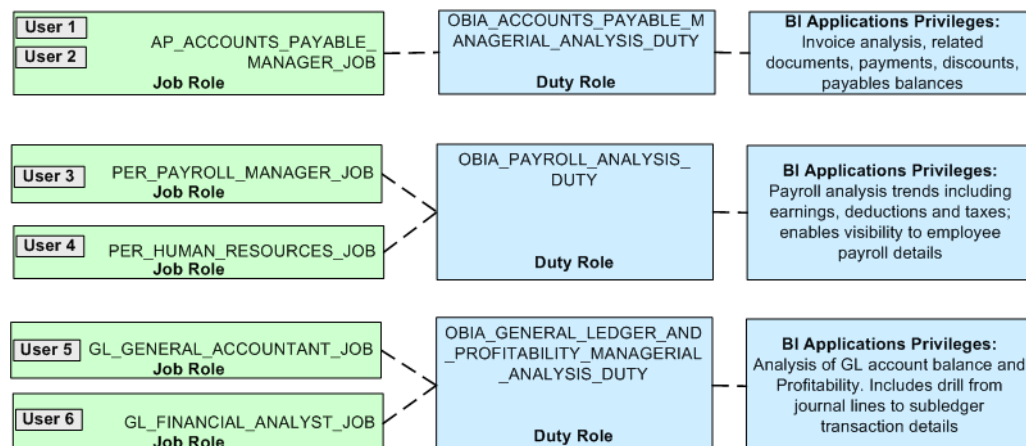 User 1
User 2
AP_ACCOUNTS_PAYABLE_
MANAGER_JOB
Job Role
OBIA_ACCOUNTS_PAYABLE_M
ANAGERIAL_ANALYSIS_DUTY
Duty Role
BI Applications Privileges:
Invoice analysis, related
documents, payments, discounts,
payables balances
User 3
PER_PAYROLL_MANAGER_JOB
Job Role
User 4
PER_HUMAN_RESOURCES_JOB
Job Role
OBIA_PAYROLL_ANALYSIS_
DUTY
Duty Role
BI Applications Privileges:
Payroll analysis trends including
earnings, deductions and taxes;
enables visibility to employee
payroll details
User 5
GL_GENERAL_ACCOUNTANT_JOB
Job Role
User 6
GL_FINANCIAL_ANALYST_JOB
Job Role
OBIA_GENERAL_LEDGER_AND
_PROFITABILITY_MANAGERIAL
_ANALYSIS_DUTY
Duty Role
BI Applications Privileges:
Analysis of GL account balance and
Profitability. Includes drill from
journal lines to subledger
transaction details